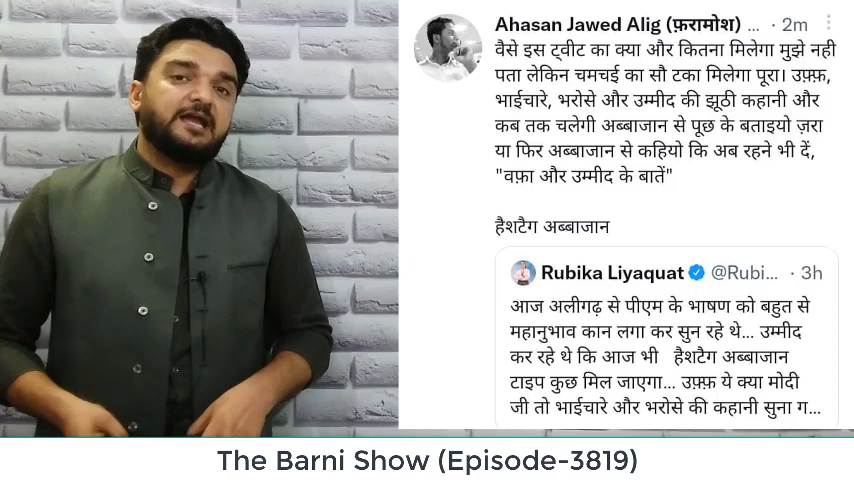 Ahasan Jawed Alig (फ़रामोश) ... · 2m
वैसे इस ट्वीट का क्या और कितना मिलेगा मुझे नही
पता लेकिन चमचई का सौ टका मिलेगा पूरा। उफ़्फ़,
भाईचारे, भरोसे और उम्मीद की झूठी कहानी और
कब तक चलेगी अब्बाजान से पूछ के बताइयो ज़रा
या फिर अब्बाजान से कहियो कि अब रहने भी दें,
"वफ़ा और उम्मीद के बातें"
हैशटैग अब्बाजान
Rubika Liyaquat @Rubi... · 3h
आज अलीगढ़ से पीएम के भाषण को बहुत से
महानुभाव कान लगा कर सुन रहे थे... उम्मीद
कर रहे थे कि आज भी हैशटैग अब्बाजान
टाइप कुछ मिल जाएगा... उफ़्फ़ ये क्या मोदी
जी तो भाईचारे और भरोसे की कहानी सुना ग...
The Barni Show (Episode-3819)